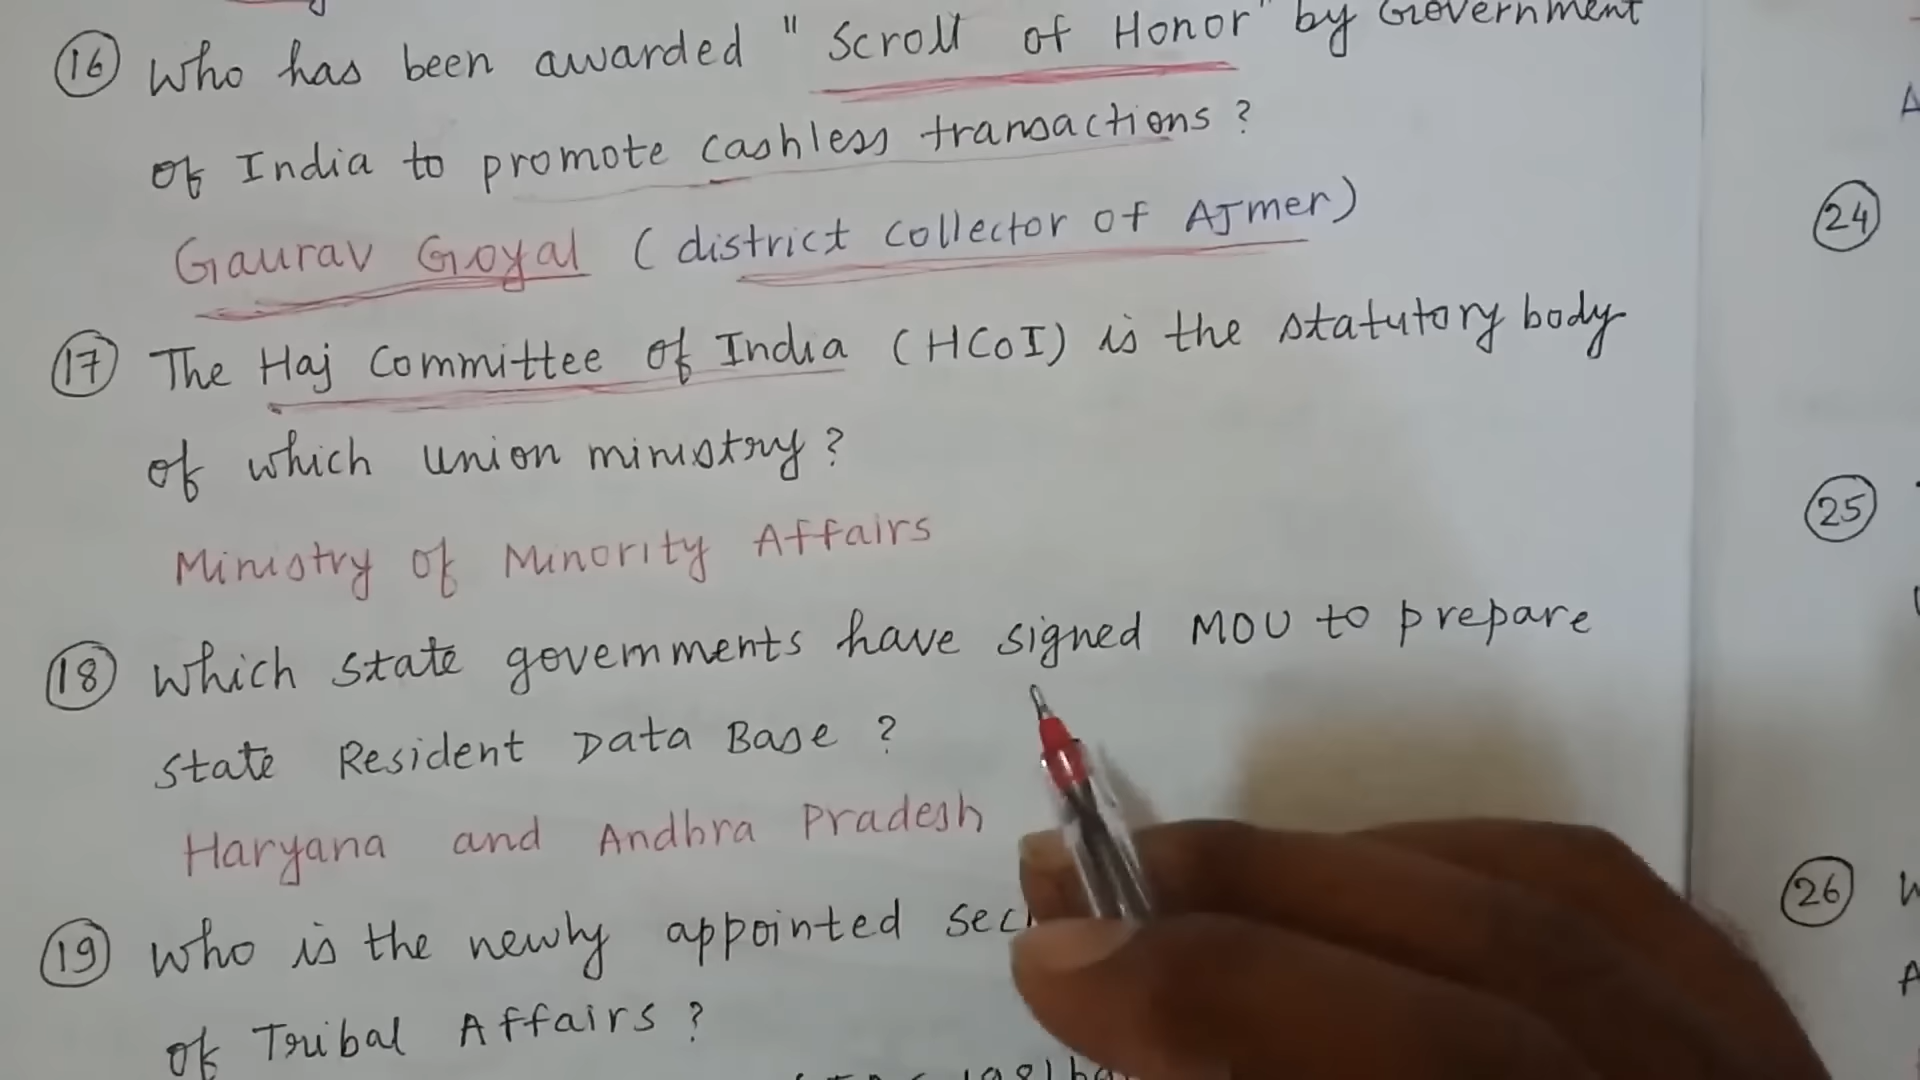 16 Who has been awarded "Scroll of Honor" by Government
of India to promote cashless transactions?
Gaurav Goyal (district collector of AJmer)
17 The Haj Committee of India (HCOI) is the statutory body
of which union ministry?
Ministry of Minority Affairs
18 Which state governments have signed MOU to prepare
State Resident Data Base?
Haryana and Andhra Pradesh
19 Who is the newly appointed
of Tribal Affairs?
24
25
26